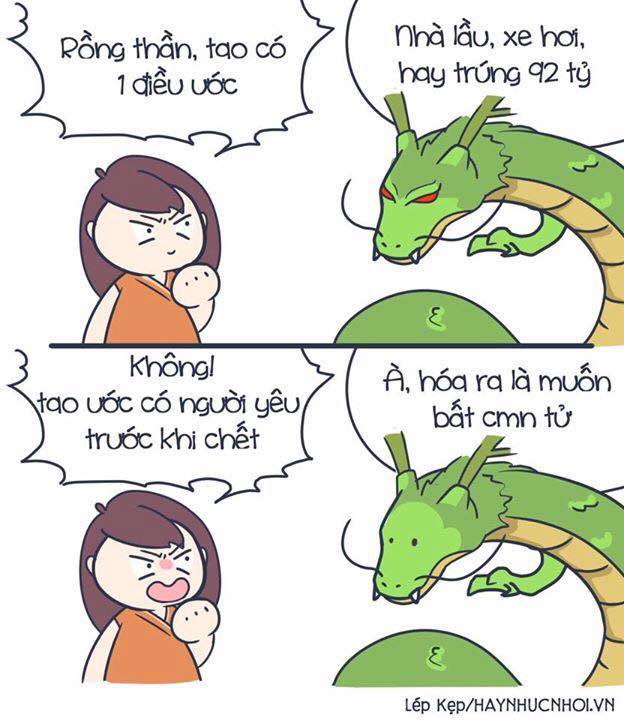 Rồng thần, tao có
1 điều ước
Nhà lầu, xe hơi,
hay trúng 92 tỷ
Không!
tao ước có người yêu
trước khi chết
À, hóa ra là muốn
bất cmn tử
Lếp Kẹp/HAYNHUCNHOI.VN